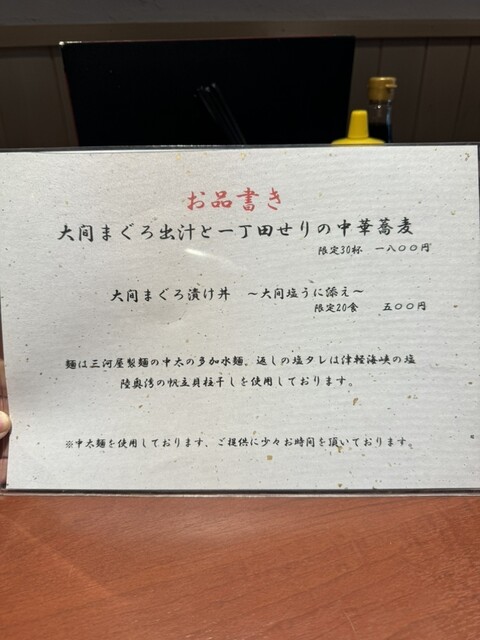 お品書き
大间まぐろ出汁と一丁田せりの中華蕎麦
限定30杯 一八〇〇円
大间まぐろ漬け丼 〜大间塩うに添え〜
限定20食 五〇〇円
麺は三河屋製麺の中太の多加水麺、返しの塩タレは津軽海峡の塩
陸奥湾の帆立貝柱干しを使用しております。
※中太麺を使用しております、ご提供に少々お時間を頂いております。